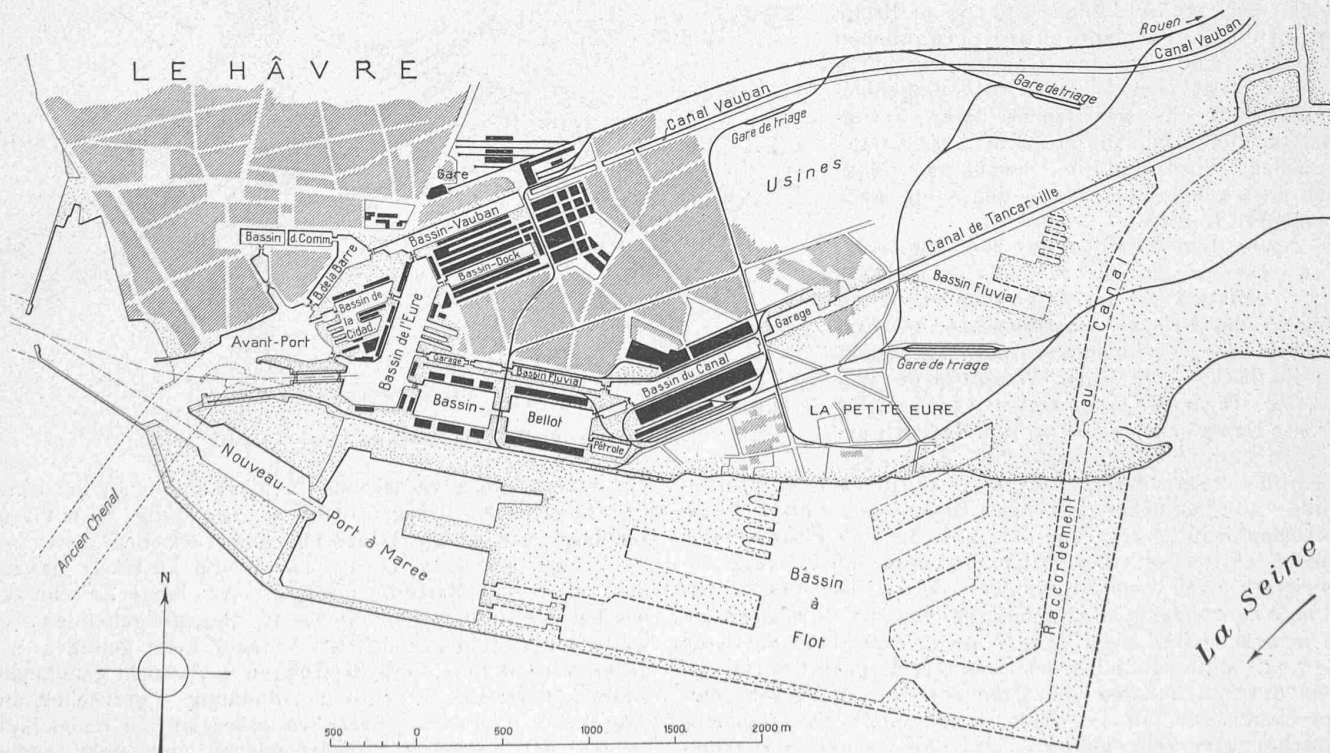 LE HÂVRE
Rouen
Canal Vauban
Canal Vauban
Gare de triage
Gare de triage
Usines
Gare
Bassin-Vauban
Bassin-Dock
Canal de Tancarville
Bassin d. Comm.
B. de la Barre
Bassin de
la
Cidad.
Bassin de l'Eure
Avant-Port
Garage
Bassin Fluvial
Bassin du Canal
Garage
Bassin Fluvial
Gare de triage
Bassin-
Bellot
Pétrole
LA PETITE EURE
Raccordement au Canal
Nouveau
Port
à Maree
Ancien Chenal
Bassin
à
Flot
La Seine
N
500 0 500 1000 1500 2000 m